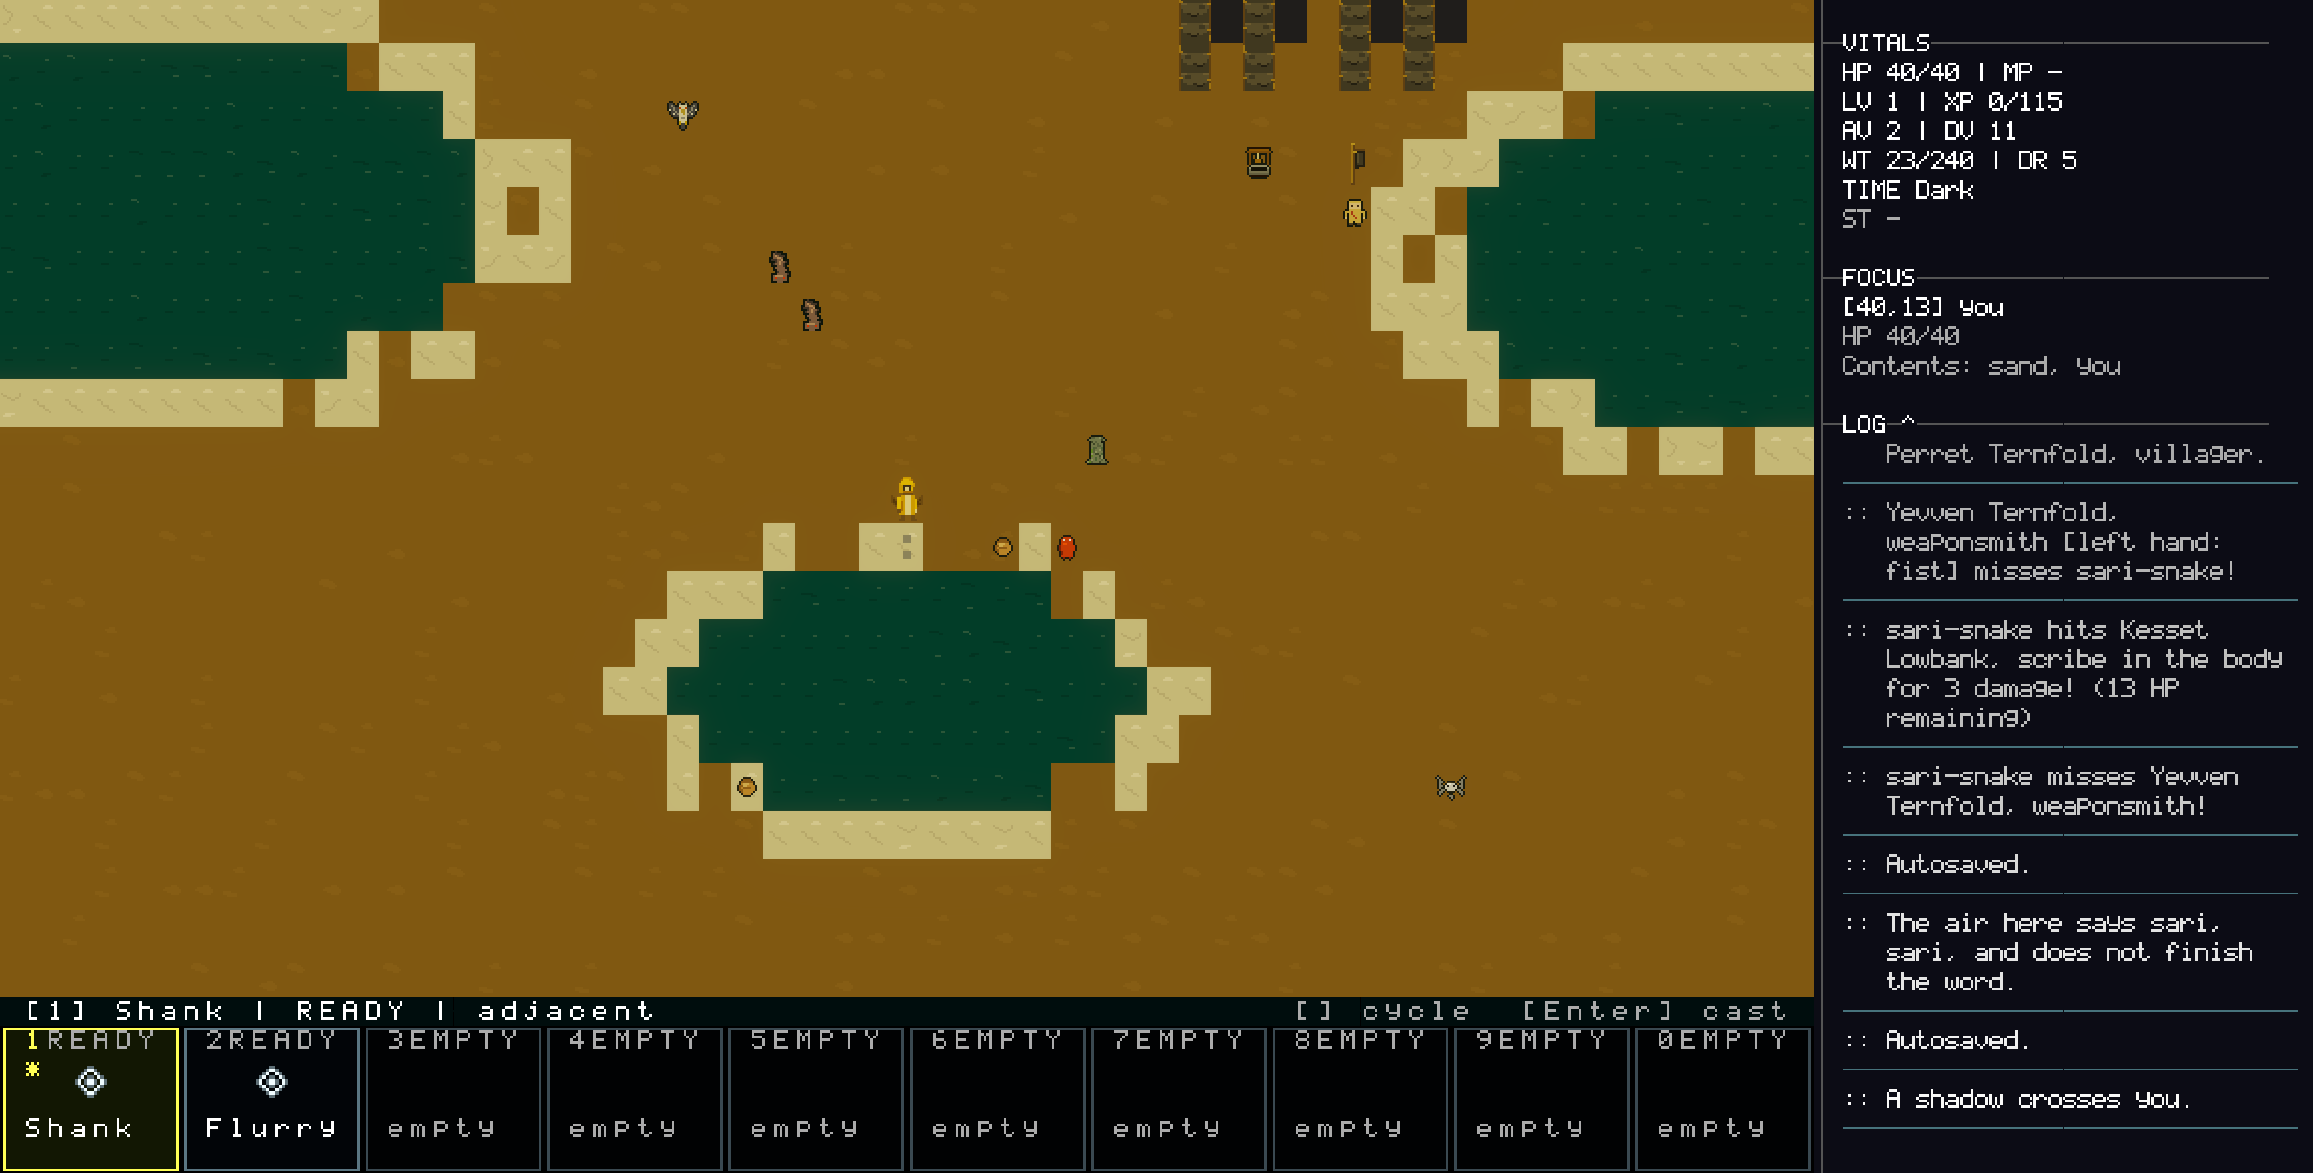 VITALS
HP 40/40 | MP -
LV 1 | XP 0/115
AV 2 | DV 11
WT 23/240 | DR 5
TIME Dark
ST -
FOCUS
[40,13] You
HP 40/40
Contents: sand, You
LOG ^
Perret Ternfold, villager.
:: Yevven Ternfold,
weaponsmith [left hand:
fist] misses sari-snake!
:: sari-snake hits Kesset
Lowbank, scribe in the body
for 3 damage! (13 HP
remaining)
:: sari-snake misses Yevven
Ternfold, weaponsmith!
:: Autosaved.
:: The air here says sari,
sari, and does not finish
the word.
:: Autosaved.
:: A shadow crosses you.
[1] Shank | READY | adjacent [] cycle [Enter] cast
1READY 2READY 3EMPTY 4EMPTY 5EMPTY 6EMPTY 7EMPTY 8EMPTY 9EMPTY 0EMPTY
Shank Flurry empty empty empty empty empty empty empty empty